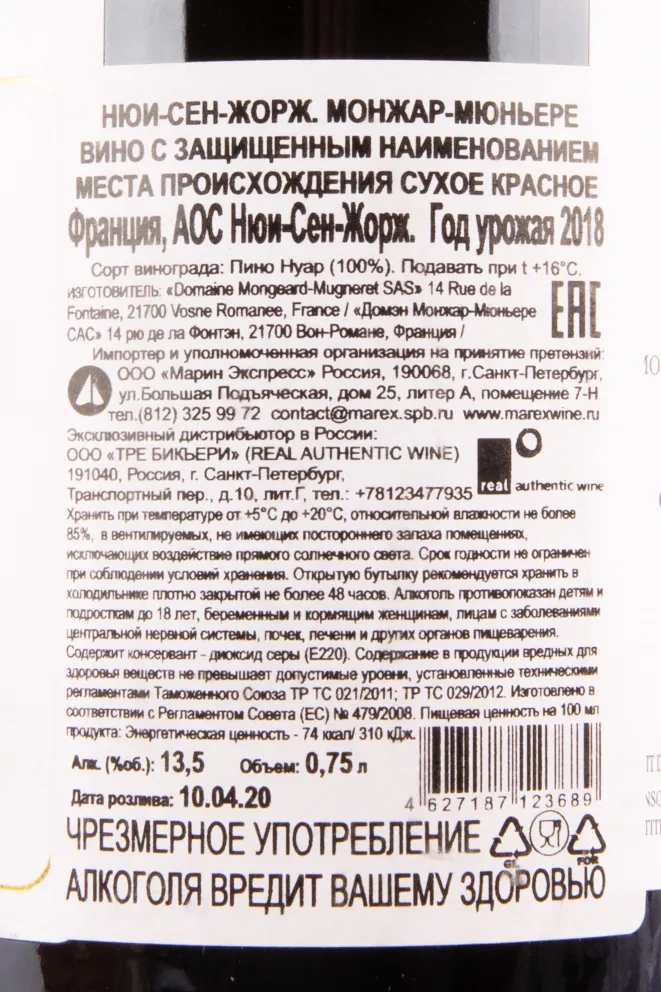 НЮИ-СЕН-ЖОРЖ. МОНЖАР-МЮНЬЕРЕ
ВИНО С ЗАЩИЩЕННЫМ НАИМЕНОВАНИЕМ
МЕСТА ПРОИСХОЖДЕНИЯ СУХОЕ КРАСНОЕ
Франция, АОС Нюи-Сен-Жорж. Год урожая 2018
Сорт винограда: Пино Нуар (100%). Подавать при t +16°C.
ИЗГОТОВИТЕЛЬ: «Domaine Mongeard-Mugneret SAS» 14 Rue de la
Fontaine, 21700 Vosne Romanee, France / «Домэн Монжар-Мюньере
САС» 14 рю де ла Фонтэн, 21700 Вон-Романе, Франция /
EAC
Импортер и уполномоченная организация на принятие претензий:
ООО «Марин Экспресс» Россия, 190068, г.Санкт-Петербург,
ул.Большая Подъяческая, дом 25, литер А, помещение 7-Н
тел.(812) 325 99 72 contact@marex.spb.ru www.marexwine.ru
Эксклюзивный дистрибьютор в России:
ООО «ТРЕ БИКЬЕРИ» (REAL AUTHENTIC WINE)
191040, Россия, г. Санкт-Петербург,
Транспортный пер., д.10, лит.Г, тел.: +78123477935
real authentic wine
Хранить при температуре от +5°C до +20°C, относительной влажности не более
85%, в вентилируемых, не имеющих постороннего запаха помещениях,
исключающих воздействие прямого солнечного света. Срок годности не ограничен
при соблюдении условий хранения. Открытую бутылку рекомендуется хранить в
холодильнике плотно закрытой не более 48 часов. Алкоголь противопоказан детям и
подросткам до 18 лет, беременным и кормящим женщинам, лицам с заболеваниями
центральной нервной системы, почек, печени и других органов пищеварения.
Содержит консервант - диоксид серы (Е220). Содержание в продукции вредных для
здоровья веществ не превышает допустимые уровни, установленные техническими
регламентами Таможенного Союза ТР ТС 021/2011; ТР ТС 029/2012. Изготовлено в
соответствии с Регламентом Совета (ЕС) № 479/2008. Пищевая ценность на 100 мл
продукта: Энергетическая ценность - 74 ккал/ 310 кДж.
Алк. (%об.): 13,5 Объем: 0,75 л
Дата розлива: 10.04.20
4 627187 123689
ЧРЕЗМЕРНОЕ УПОТРЕБЛЕНИЕ
FOR
АЛКОГОЛЯ ВРЕДИТ ВАШЕМУ ЗДОРОВЬЮ
10